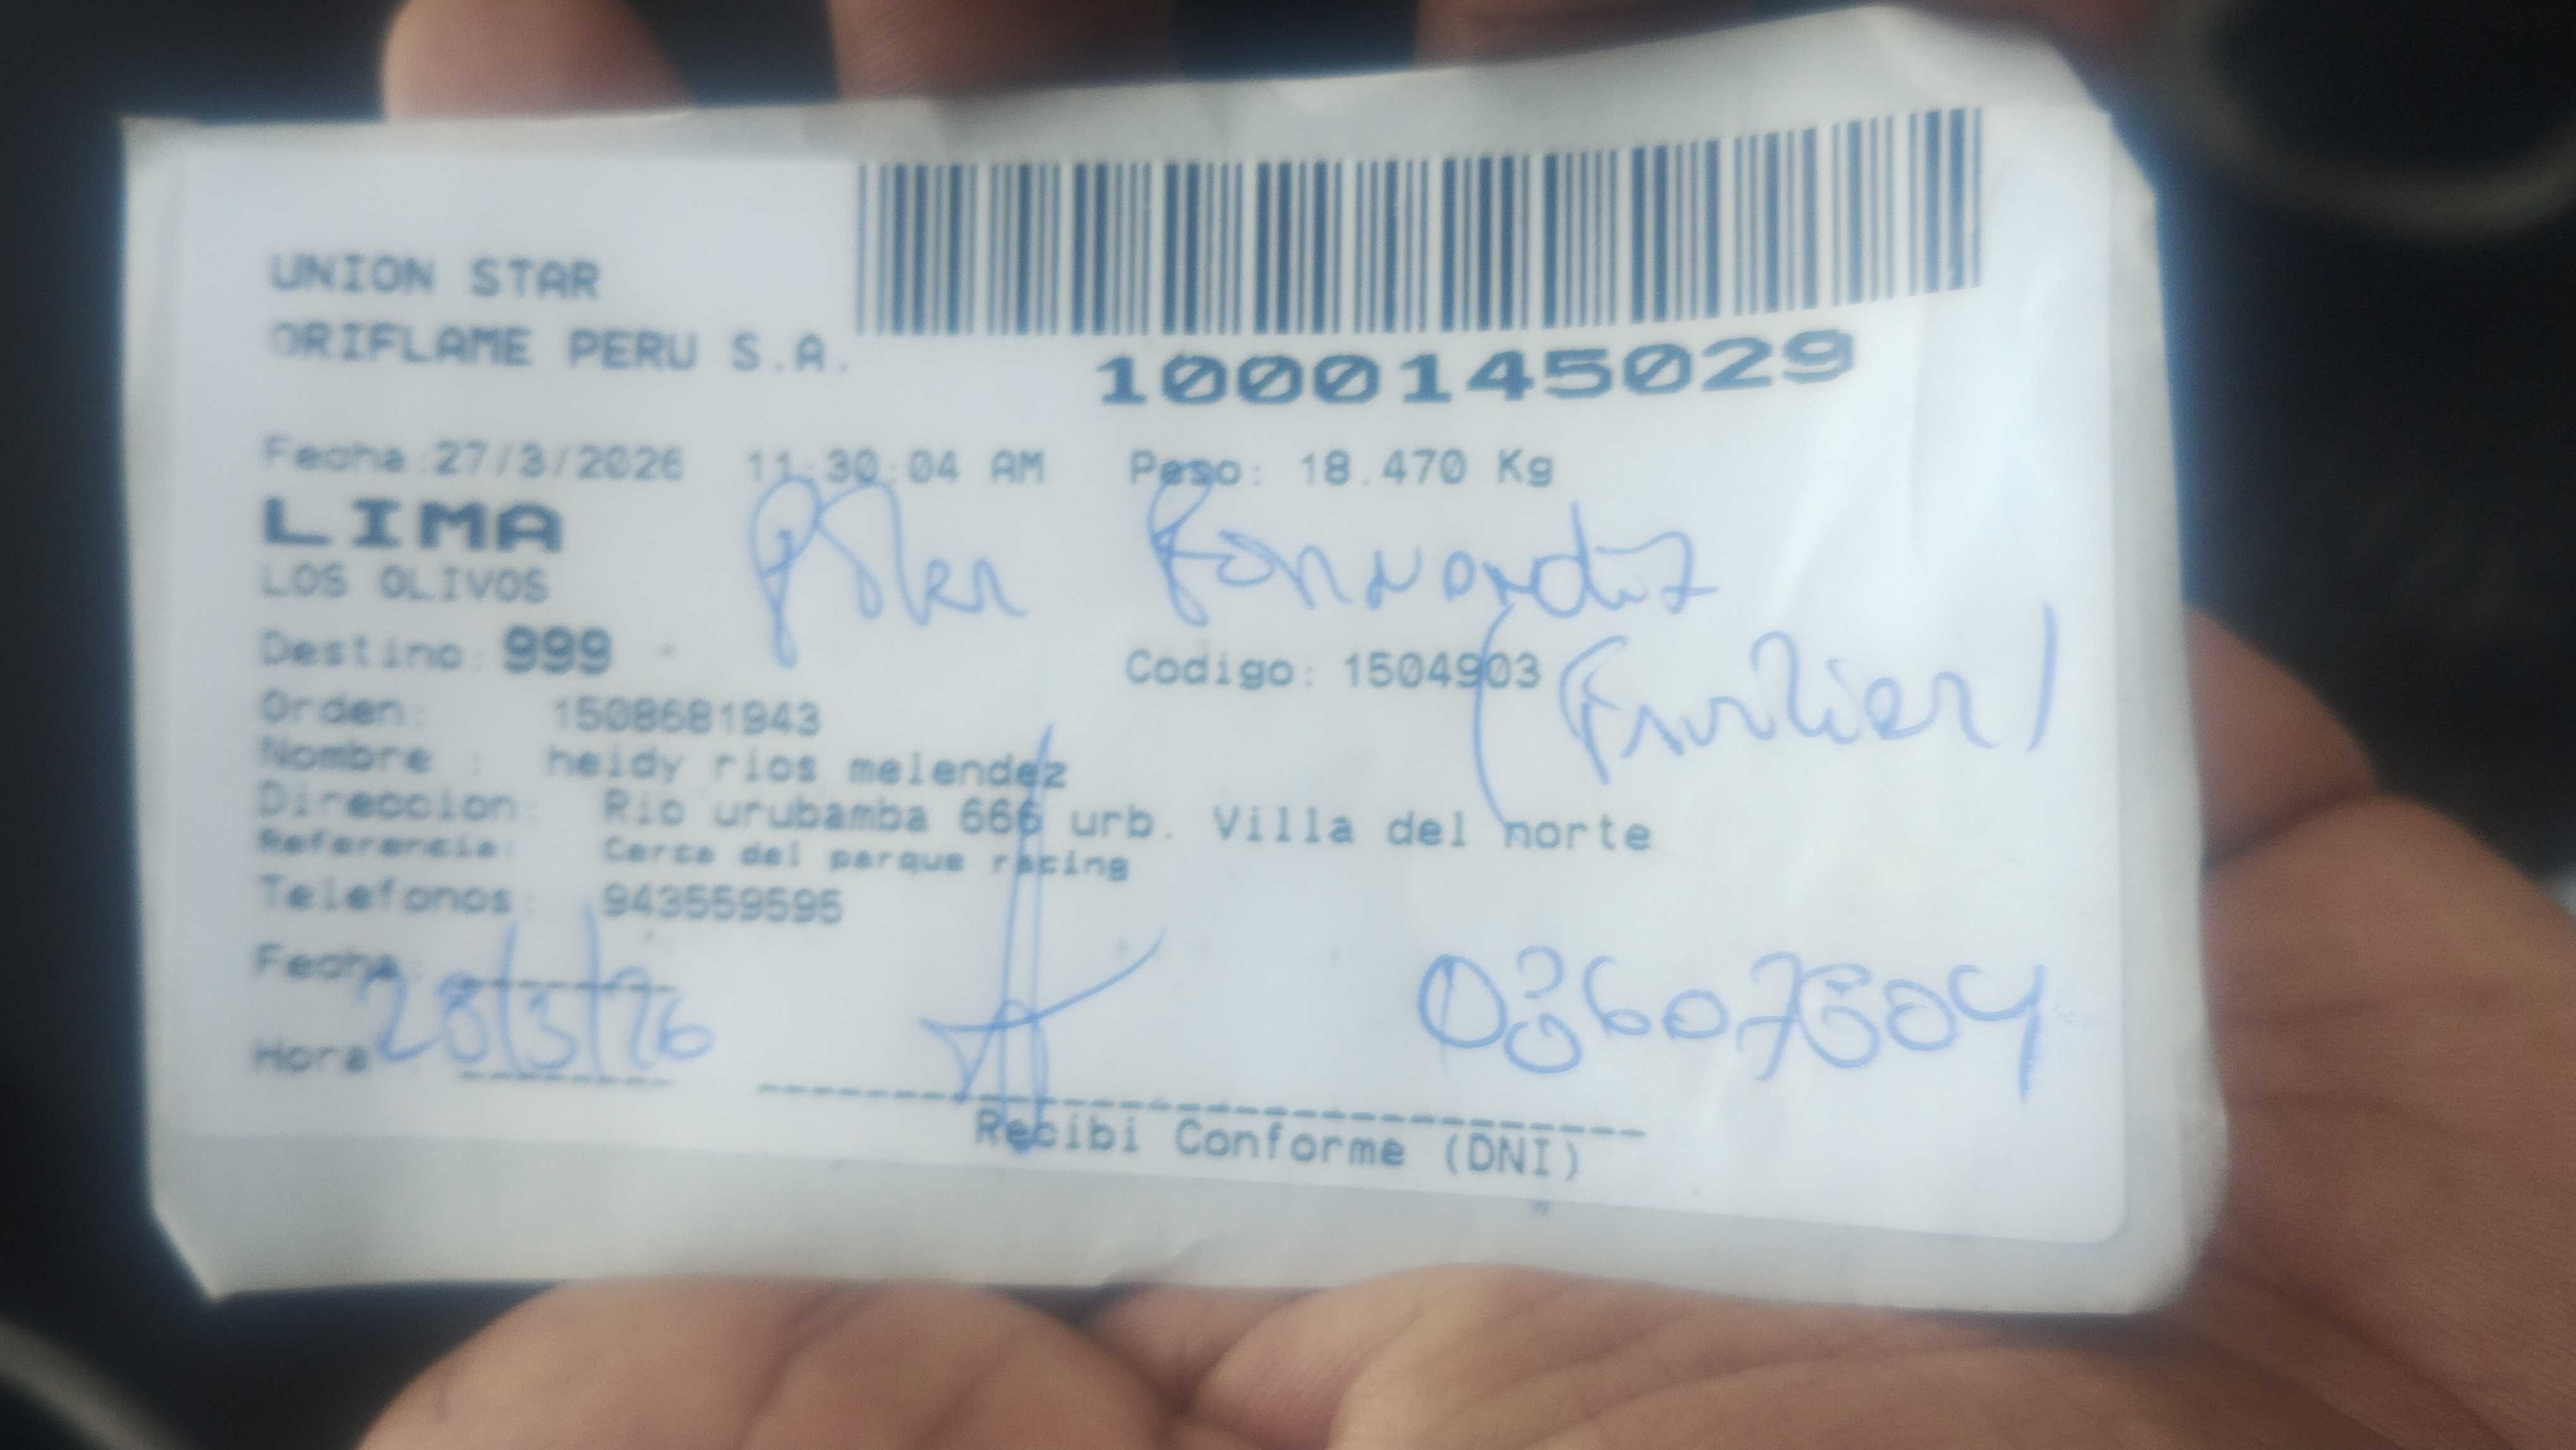 UNION STAR
ORIFLAME PERU S.A.
1000145029
Fecha:27/3/2026 11:30:04 AM Peso: 18.470 Kg
LIMA
LOS OLIVOS
Destino: 999
Codigo: 1504903
(Familiar)
Orden: 1508681943
Nombre : heidy rios melendez
Direccion: Rio urubamba 666 urb. Villa del norte
Referencia: Cerca del parque racing
Telefonos: 943559595
Fecha: 28/3/26
Hora :
Recibi Conforme (DNI)